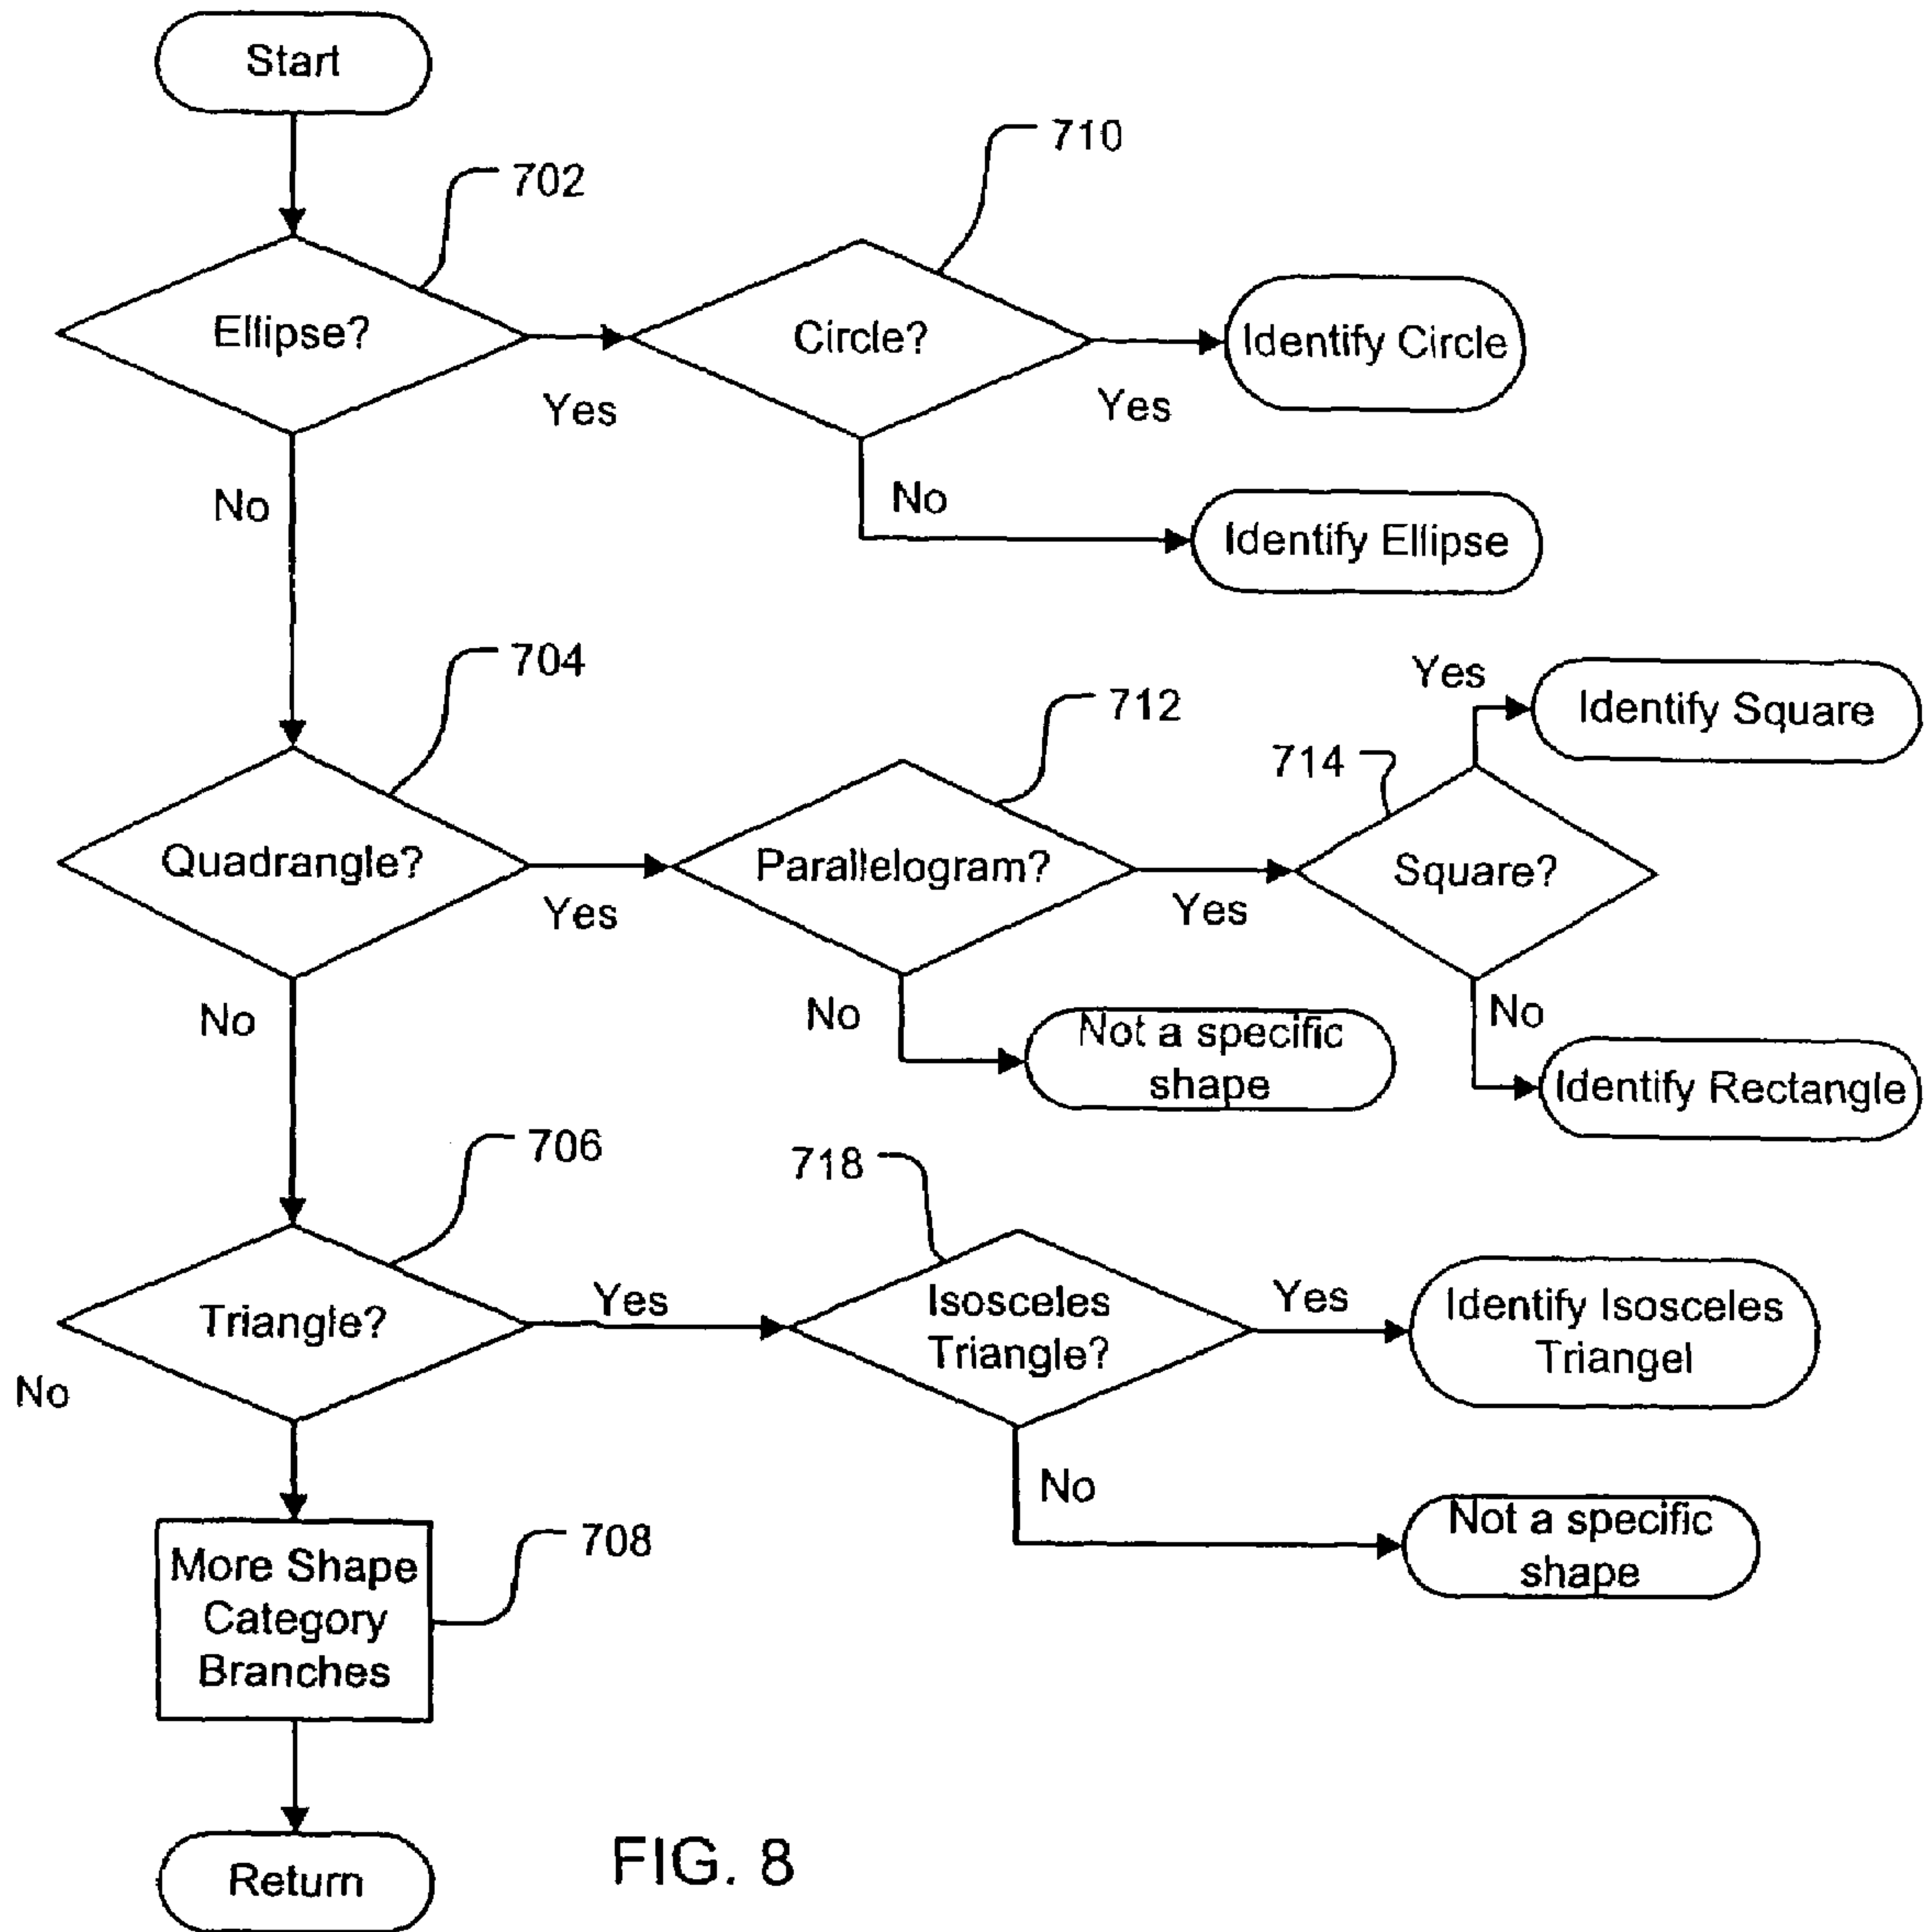 Start
702
710
Ellipse?
Circle?
Identify Circle
Yes
Yes
No
No
Identify Ellipse
704
712
Yes
Identify Square
714
Quadrangle?
Parallelogram?
Square?
Yes
Yes
No
No
No
Not a specific
shape
Identify Rectangle
706
718
Triangle?
Yes
Isosceles
Triangle?
Yes
Identify Isosceles
Triangel
No
No
Not a specific
shape
More Shape
Category
Branches
708
Return
FIG. 8